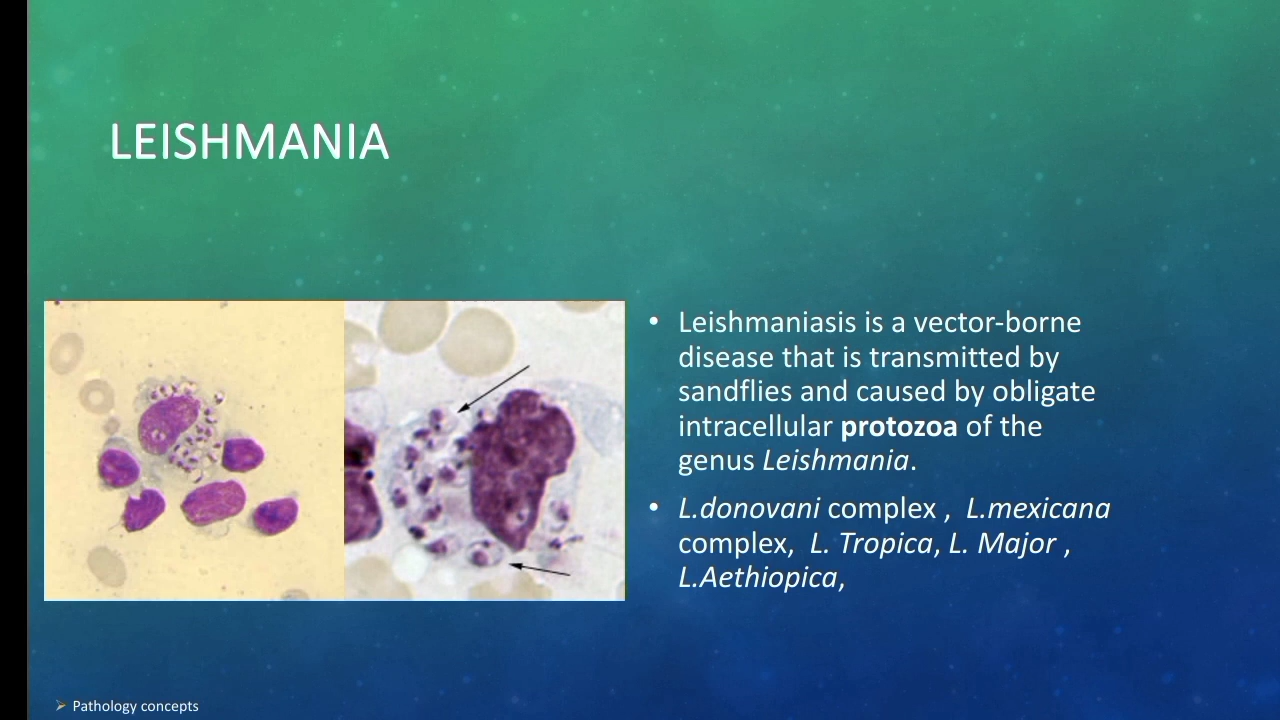 LEISHMANIA
• Leishmaniasis is a vector-borne
disease that is transmitted by
sandflies and caused by obligate
intracellular protozoa of the
genus Leishmania.
• L.donovani complex ,  L.mexicana
complex,  L. Tropica, L. Major ,
L.Aethiopica,
➢ Pathology concepts